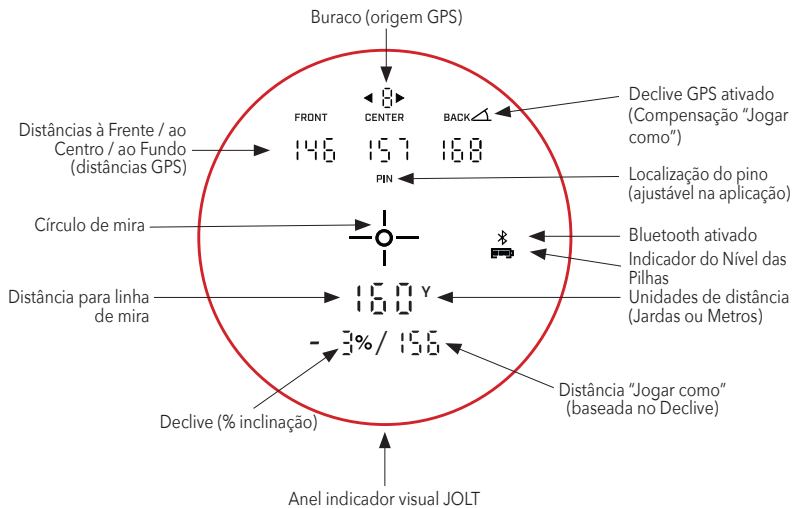 Buraco (origem GPS)
8
FRONT CENTER BACK
146 157 168
PIN
Declive GPS ativado
(Compensação "Jogar
como")
Distâncias à Frente / ao
Centro / ao Fundo
(distâncias GPS)
Localização do pino
(ajustável na aplicação)
Círculo de mira
Bluetooth ativado
Indicador do Nível das
Pilhas
Distância para linha
de mira
160 Y
Unidades de distância
(Jardas ou Metros)
- 3%/ 156
Declive (% inclinação)
Distância "Jogar como"
(baseada no Declive)
Anel indicador visual JOLT